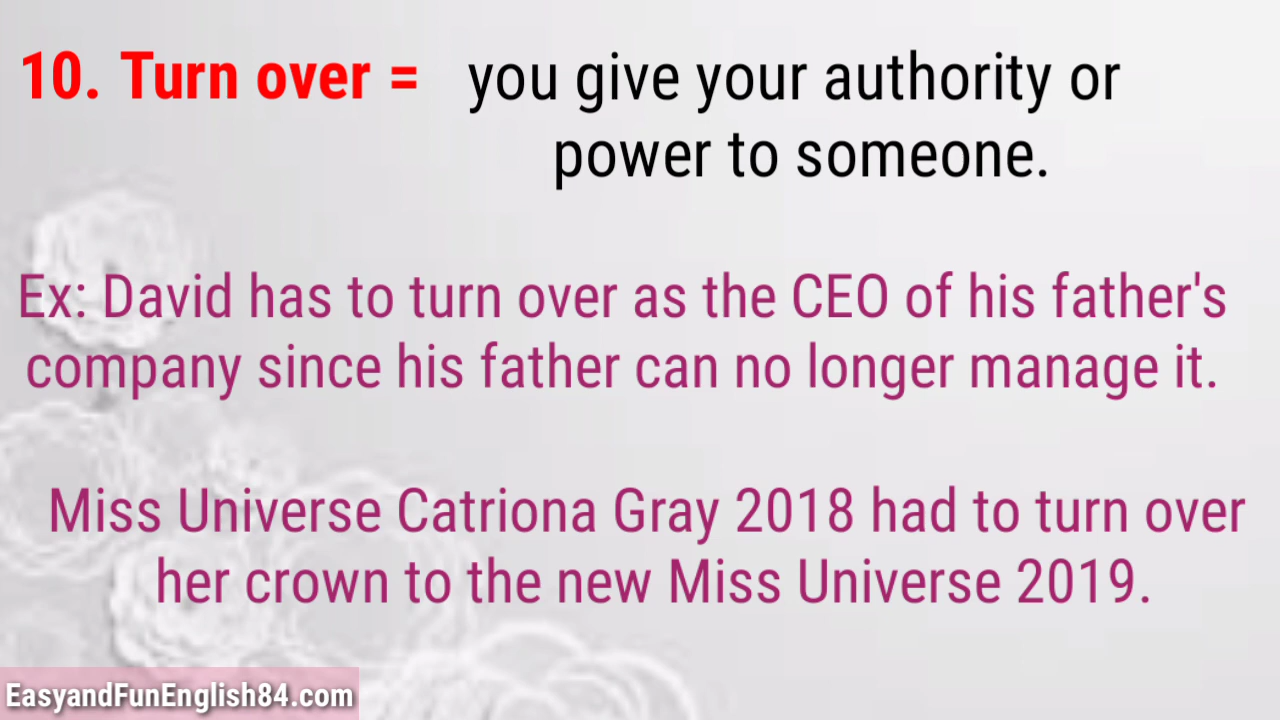 10. Turn over = you give your authority or
power to someone.
Ex: David has to turn over as the CEO of his father's
company since his father can no longer manage it.
Miss Universe Catriona Gray 2018 had to turn over
her crown to the new Miss Universe 2019.
EasyandFunEnglish84.com